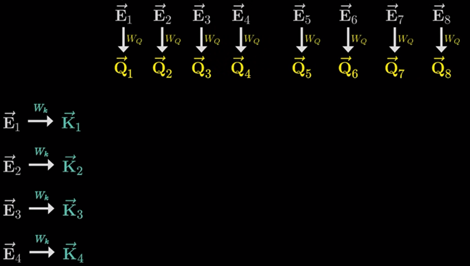 E⃗₁ E⃗₂ E⃗₃ E⃗₄ E⃗₅ E⃗₆ E⃗₇ E⃗₈
↓W_Q ↓W_Q ↓W_Q ↓W_Q ↓W_Q ↓W_Q ↓W_Q ↓W_Q
Q⃗₁ Q⃗₂ Q⃗₃ Q⃗₄ Q⃗₅ Q⃗₆ Q⃗₇ Q⃗₈
W_k
E⃗₁ → K⃗₁
W_k
E⃗₂ → K⃗₂
W_k
E⃗₃ → K⃗₃
W_k
E⃗₄ → K⃗₄